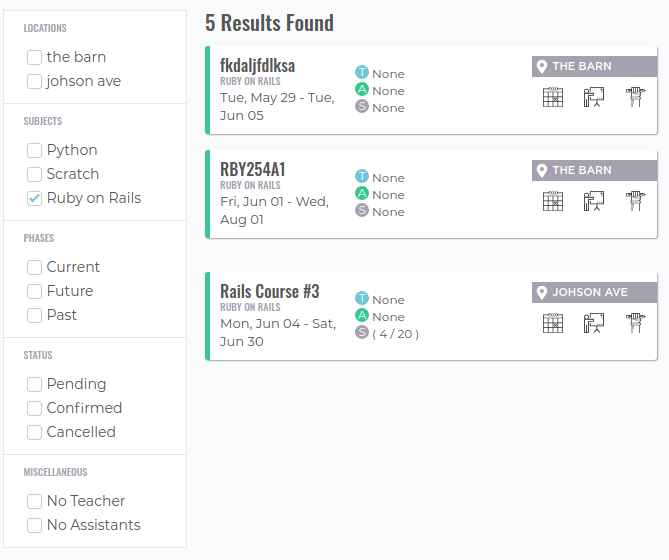 LOCATIONS
the barn
johson ave
SUBJECTS
Python
Scratch
Ruby on Rails
PHASES
Current
Future
Past
STATUS
Pending
Confirmed
Cancelled
MISCELLANEOUS
No Teacher
No Assistants
5 Results Found
fkdaljfdlksa
RUBY ON RAILS
Tue, May 29 - Tue,
Jun 05
T None
A None
S None
THE BARN
RBY254A1
RUBY ON RAILS
Fri, Jun 01 - Wed,
Aug 01
T None
A None
S None
THE BARN
Rails Course #3
RUBY ON RAILS
Mon, Jun 04 - Sat,
Jun 30
T None
A None
S ( 4 / 20 )
JOHSON AVE